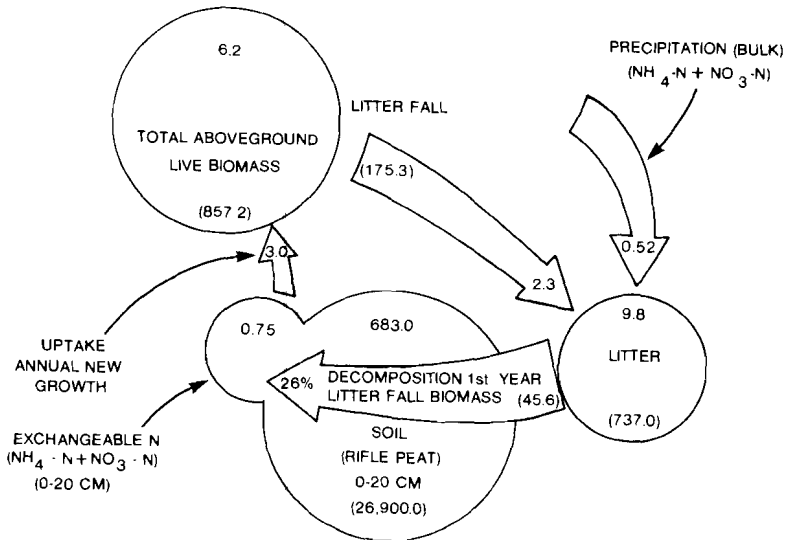 6.2
TOTAL ABOVEGROUND
LIVE BIOMASS
(857.2)
LITTER FALL
(175.3)
2.3
PRECIPITATION (BULK)
(NH4-N + NO3-N)
0.52
9.8
LITTER
(737.0)
3.0
UPTAKE
ANNUAL NEW
GROWTH
0.75
683.0
26% DECOMPOSITION 1st YEAR
LITTER FALL BIOMASS (45.6)
SOIL
(RIFLE PEAT)
0-20 CM
(26,900.0)
EXCHANGEABLE N
(NH4 - N+NO3 - N)
(0-20 CM)